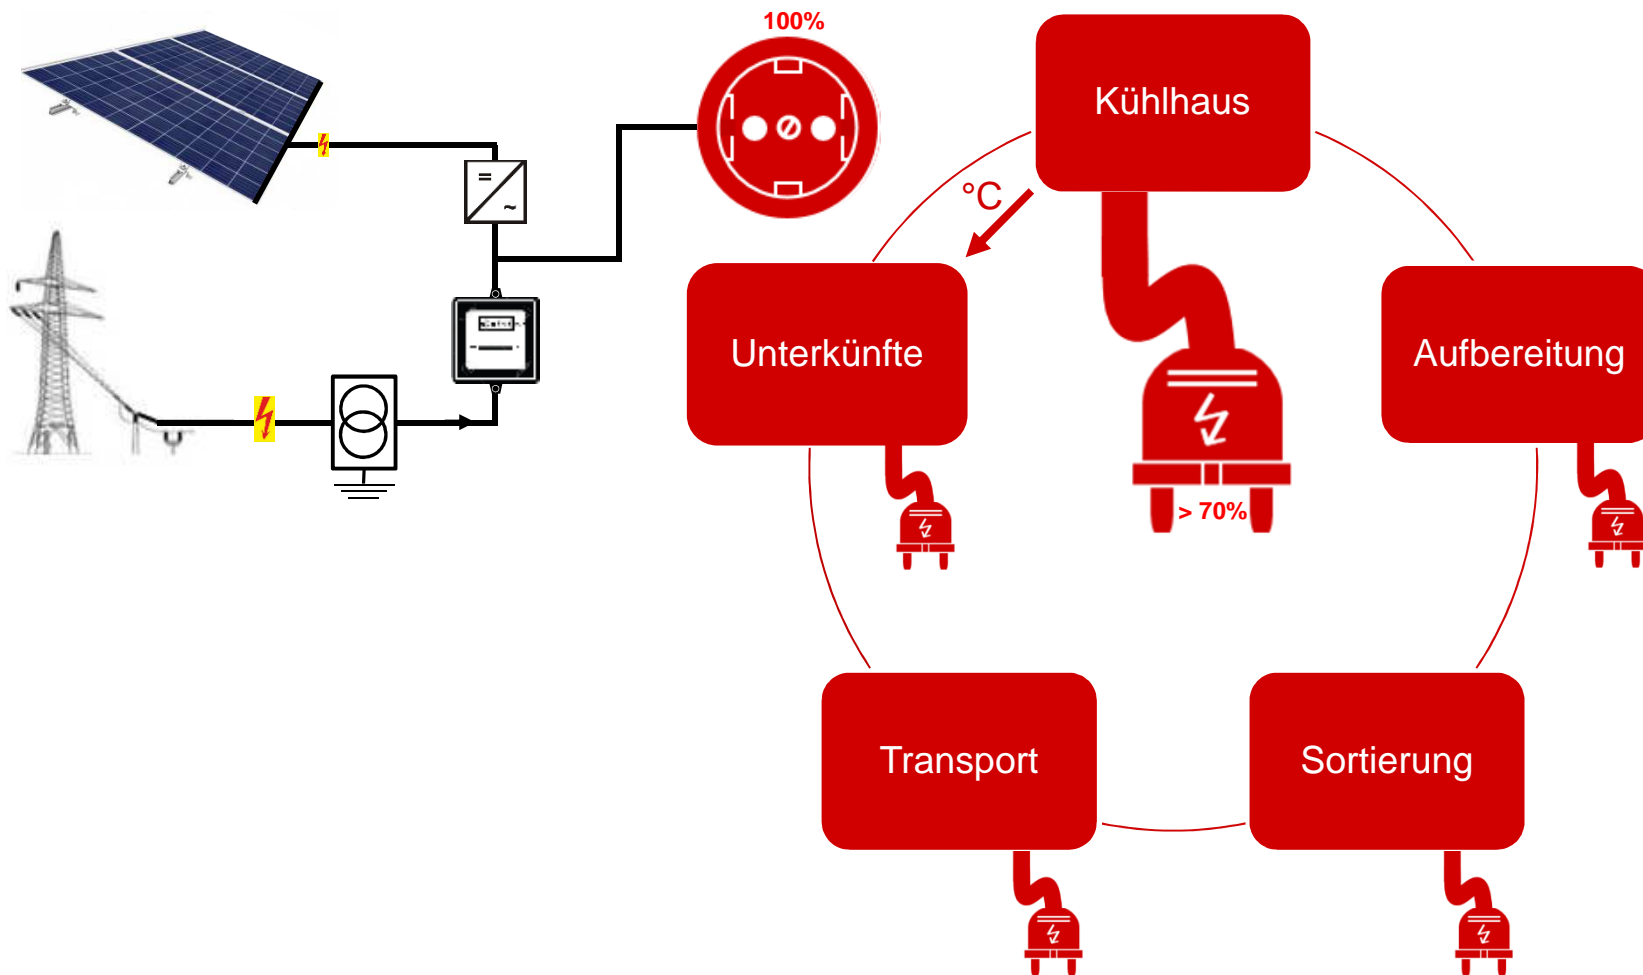 100%
Kühlhaus
°C
Unterkünfte
Aufbereitung
> 70%
Transport
Sortierung
=
~